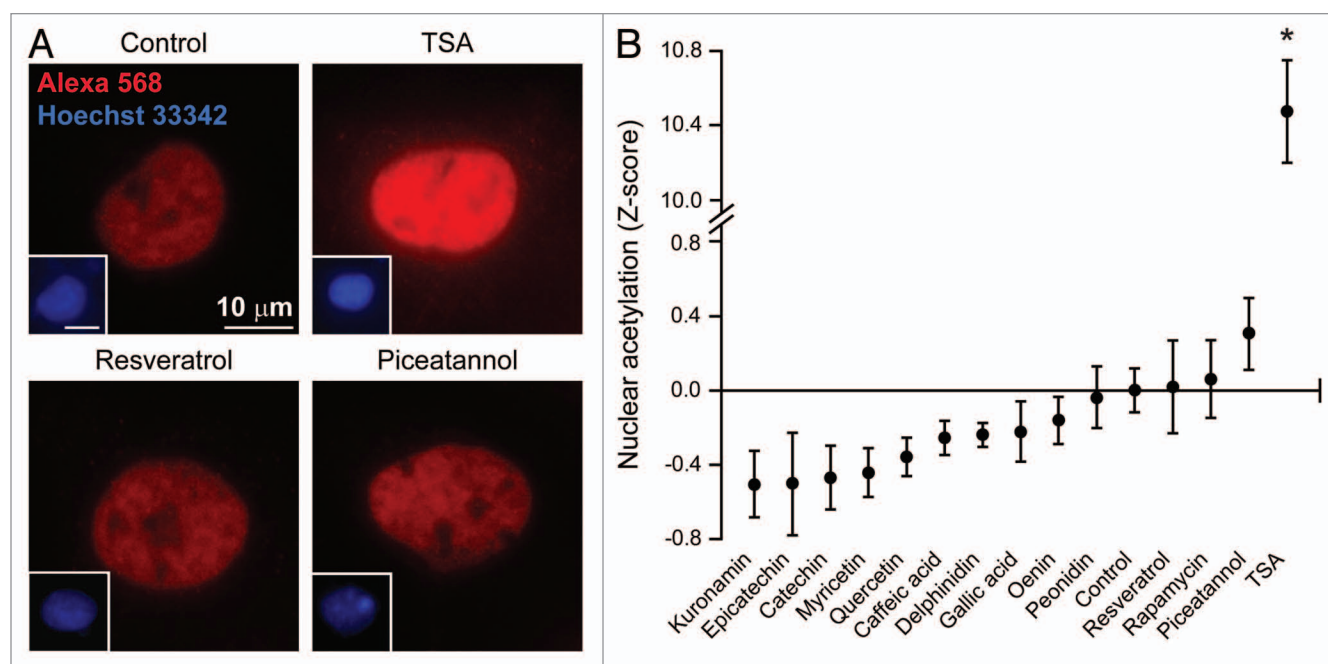 A
Control
TSA
Alexa 568
Hoechst 33342
10 μm
Resveratrol
Piceatannol
B
*
Nuclear acetylation (Z-score)
10.8
10.4
10.0
0.8
0.4
0.0
-0.4
-0.8
Kuronamin
Epicatechin
Catechin
Myricetin
Quercetin
Caffeic acid
Delphinidin
Gallic acid
Oenin
Peonidin
Control
Resveratrol
Rapamycin
Piceatannol
TSA